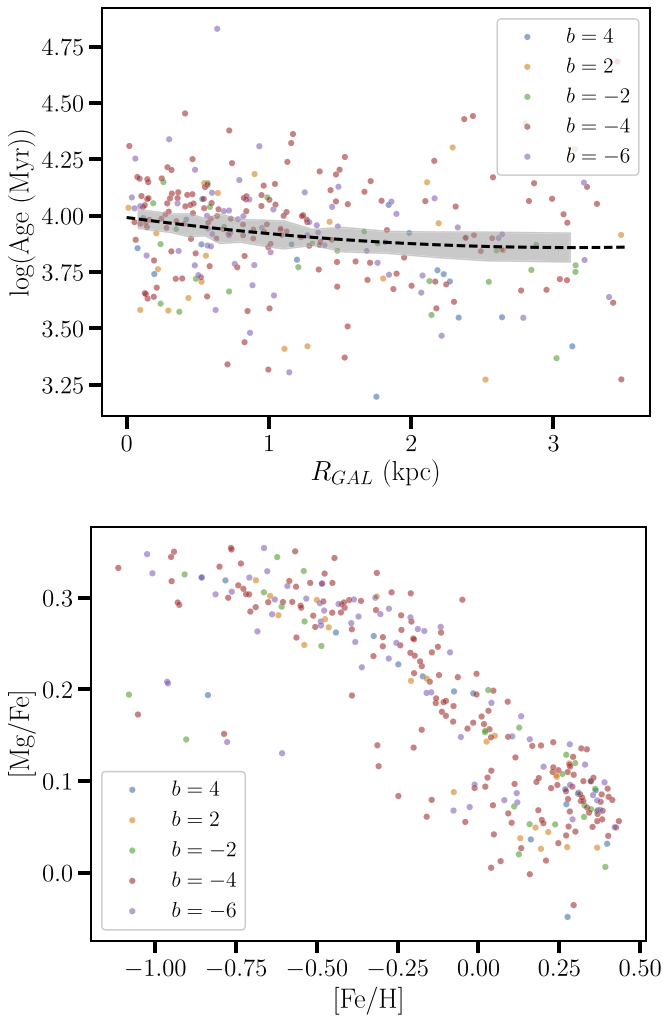 4.75
4.50
4.25
4.00
3.75
3.50
3.25
log(Age (Myr))
b = 4
b = 2
b = −2
b = −4
b = −6
0 1 2 3
R_{GAL} (kpc)
0.3
0.2
0.1
0.0
[Mg/Fe]
b = 4
b = 2
b = −2
b = −4
b = −6
−1.00 −0.75 −0.50 −0.25 0.00 0.25 0.50
[Fe/H]